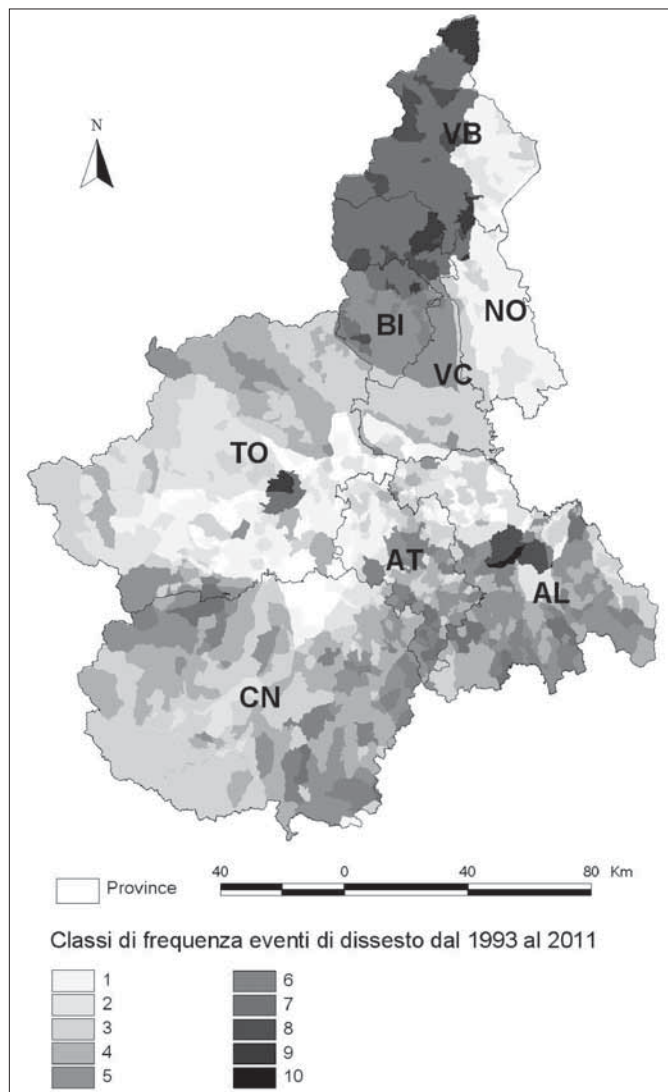 N
VB
NO
BI
VC
TO
AT
AL
CN
40 0 40 80 Km
Province
Classi di frequenza eventi di dissesto dal 1993 al 2011
1 6
2 7
3 8
4 9
5 10